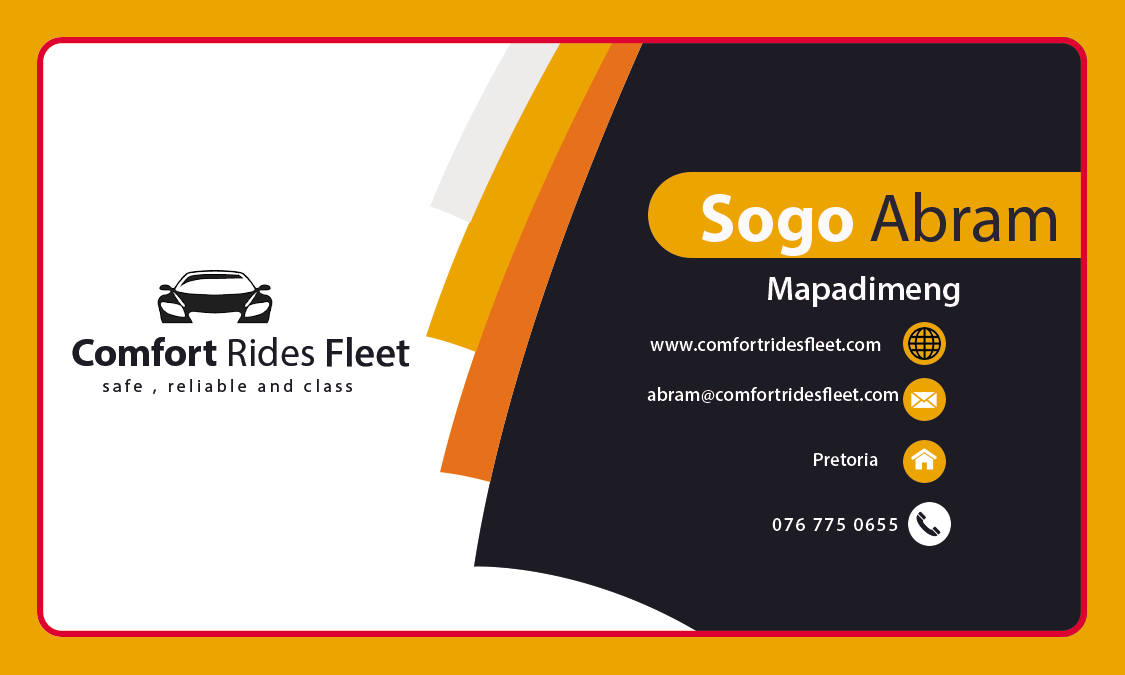 Comfort Rides Fleet
safe , reliable and class
Sogo Abram
Mapadimeng
www.comfortridesfleet.com
abram@comfortridesfleet.com
Pretoria
076 775 0655